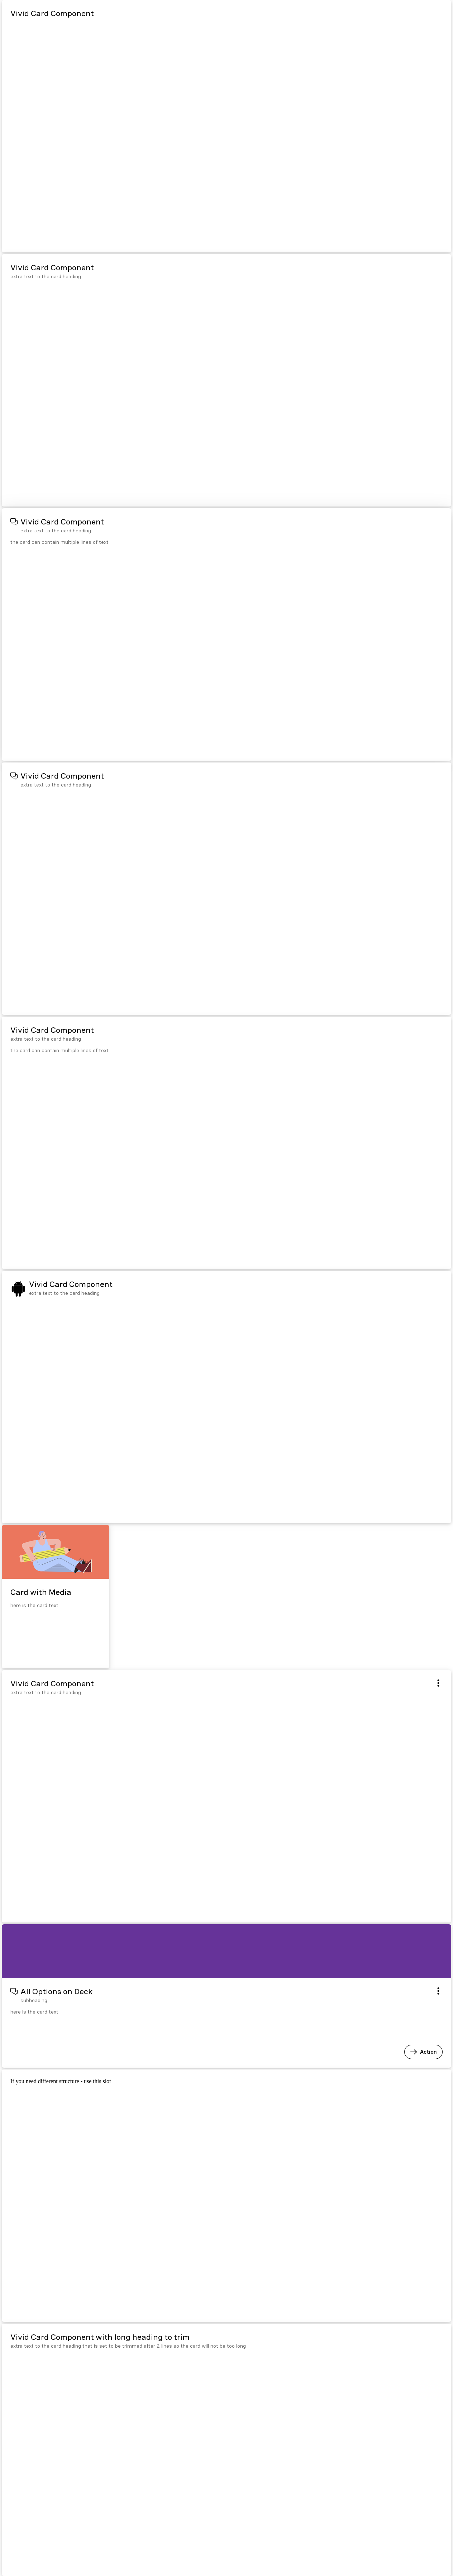 Vivid Card Component
Vivid Card Component
extra text to the card heading
Vivid Card Component
extra text to the card heading
the card can contain multiple lines of text
Vivid Card Component
extra text to the card heading
Vivid Card Component
extra text to the card heading
the card can contain multiple lines of text
Vivid Card Component
extra text to the card heading
Card with Media
here is the card text
Vivid Card Component
extra text to the card heading
All Options on Deck
subheading
here is the card text
Action
If you need different structure - use this slot
Vivid Card Component with long heading to trim
extra text to the card heading that is set to be trimmed after 2 lines so the card will not be too long